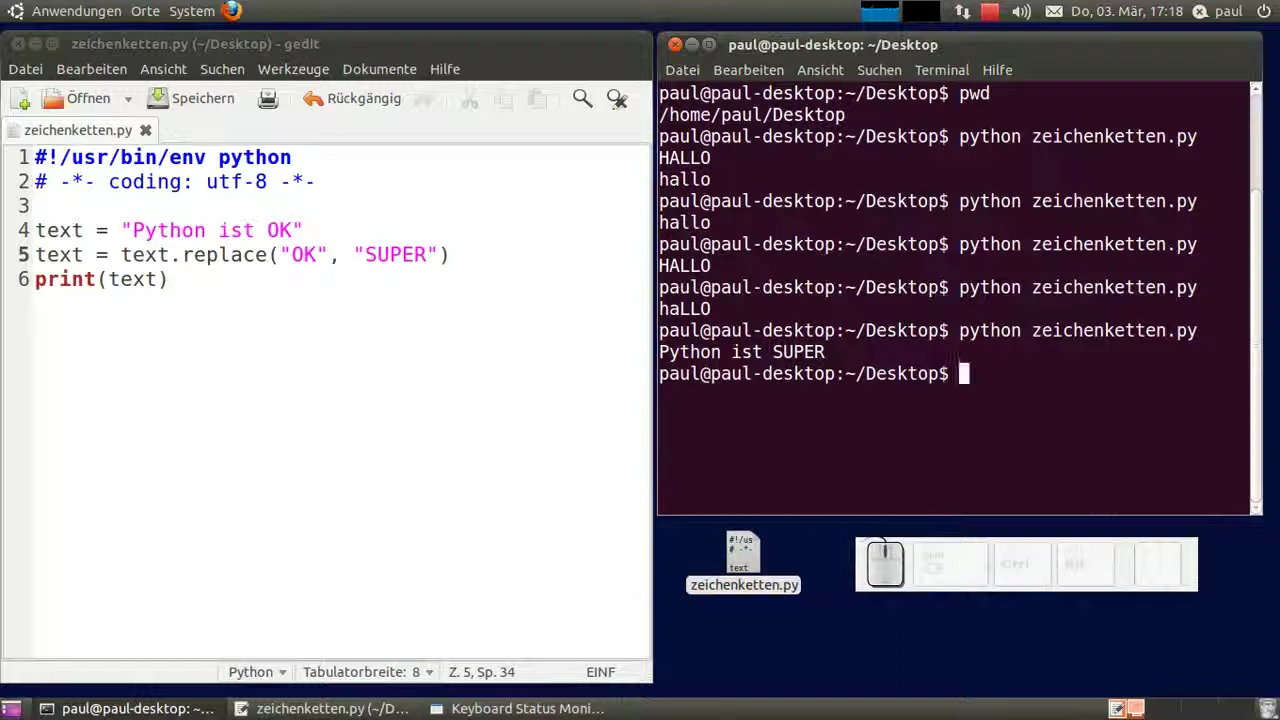 Anwendungen Orte System Do, 03. Mär, 17:18 paul
zeichenketten.py (~/Desktop) - gedit
Datei Bearbeiten Ansicht Suchen Werkzeuge Dokumente Hilfe
Öffnen Speichern Rückgängig
zeichenketten.py
1 #!/usr/bin/env python
2 # -*- coding: utf-8 -*-
3
4 text = "Python ist OK"
5 text = text.replace("OK", "SUPER")
6 print(text)
Python Tabulatorbreite: 8 Z. 5, Sp. 34 EINF
paul@paul-desktop: ~/Desktop
Datei Bearbeiten Ansicht Suchen Terminal Hilfe
paul@paul-desktop:~/Desktop$ pwd
/home/paul/Desktop
paul@paul-desktop:~/Desktop$ python zeichenketten.py
HALLO
hallo
paul@paul-desktop:~/Desktop$ python zeichenketten.py
hallo
paul@paul-desktop:~/Desktop$ python zeichenketten.py
HALLO
paul@paul-desktop:~/Desktop$ python zeichenketten.py
haLLO
paul@paul-desktop:~/Desktop$ python zeichenketten.py
Python ist SUPER
paul@paul-desktop:~/Desktop$
#!/us
# -*-
text
zeichenketten.py
Ctrl
paul@paul-desktop: ~... zeichenketten.py (~/D... Keyboard Status Moni...